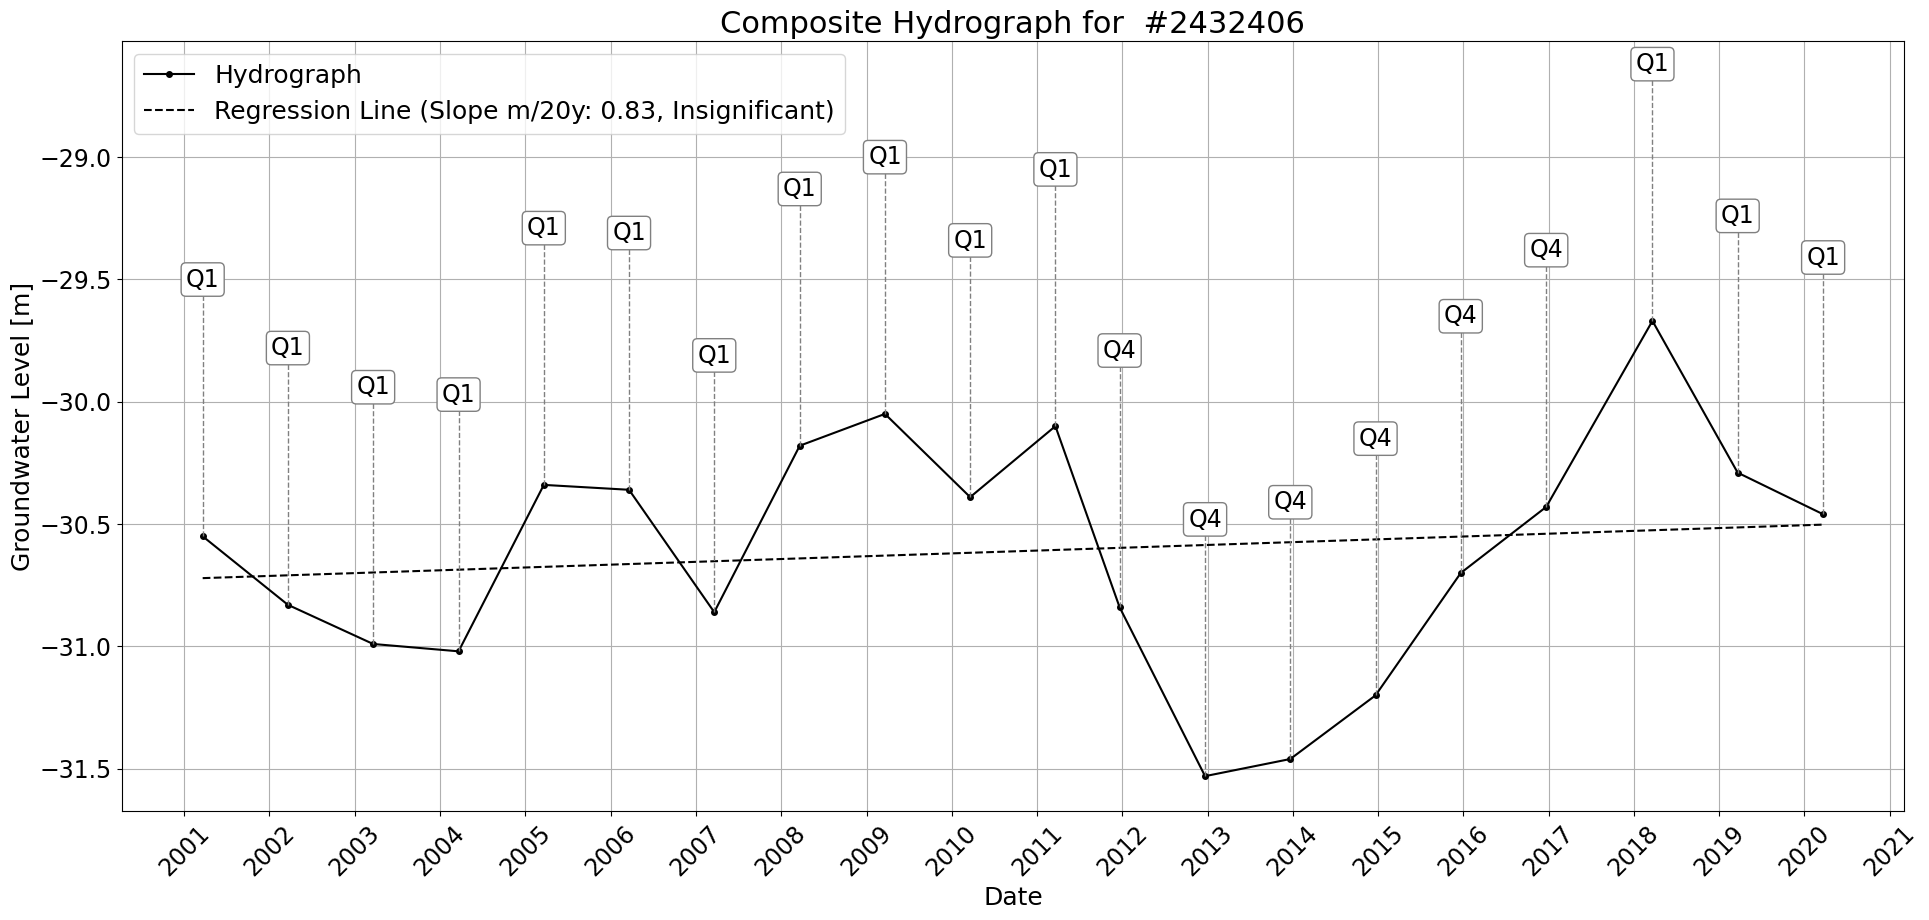 Composite Hydrograph for  #2432406
Hydrograph
Regression Line (Slope m/20y: 0.83, Insignificant)
Groundwater Level [m]
−29.0
−29.5
−30.0
−30.5
−31.0
−31.5
Q1
Q1
Q1
Q1
Q1
Q1
Q1
Q1
Q1
Q1
Q1
Q4
Q4
Q4
Q4
Q4
Q4
Q1
Q1
Q1
2001
2002
2003
2004
2005
2006
2007
2008
2009
2010
2011
2012
2013
2014
2015
2016
2017
2018
2019
2020
2021
Date